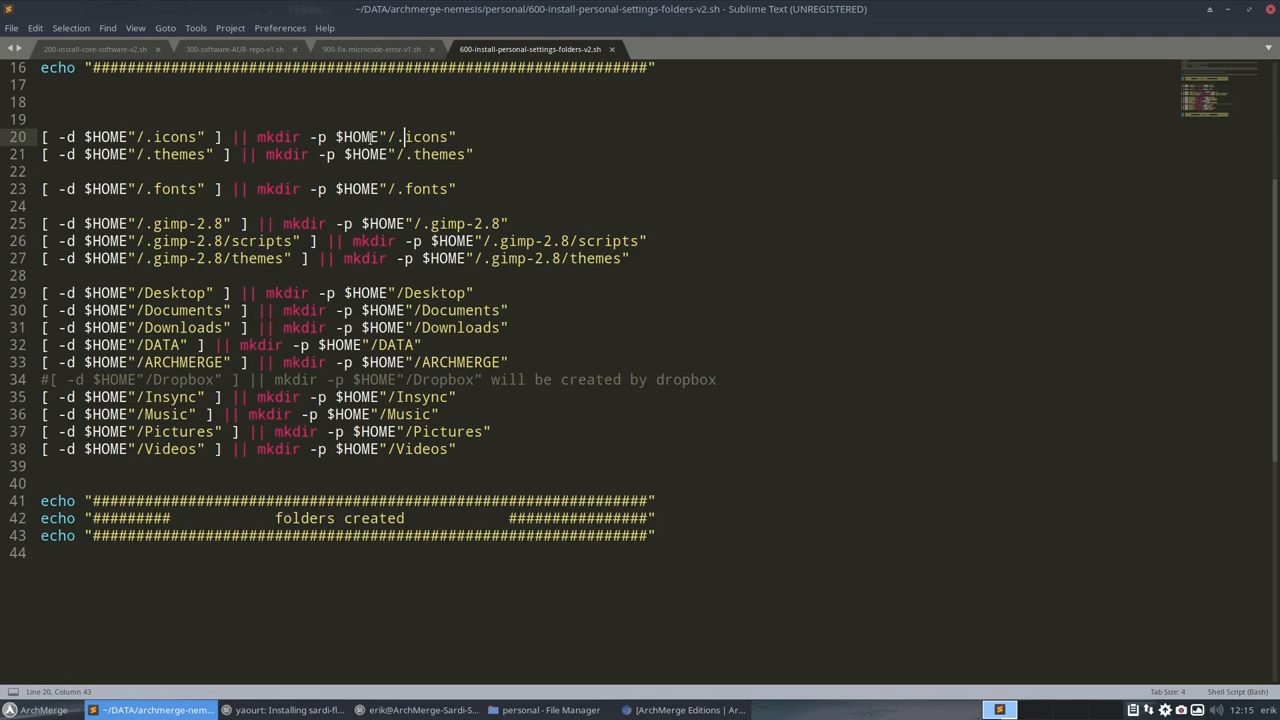 ~/DATA/archmerge-nemesis/personal/600-install-personal-settings-folders-v2.sh - Sublime Text (UNREGISTERED)
File Edit Selection Find View Goto Tools Project Preferences Help
200-install-core-software-v2.sh × 300-software-AUR-repo-v1.sh × 900-fix-microcode-error-v1.sh × 600-install-personal-settings-folders-v2.sh ×
16 echo "################################################################"
17
18
19
20 [ -d $HOME"/.icons" ] || mkdir -p $HOME"/.icons"
21 [ -d $HOME"/.themes" ] || mkdir -p $HOME"/.themes"
22
23 [ -d $HOME"/.fonts" ] || mkdir -p $HOME"/.fonts"
24
25 [ -d $HOME"/.gimp-2.8" ] || mkdir -p $HOME"/.gimp-2.8"
26 [ -d $HOME"/.gimp-2.8/scripts" ] || mkdir -p $HOME"/.gimp-2.8/scripts"
27 [ -d $HOME"/.gimp-2.8/themes" ] || mkdir -p $HOME"/.gimp-2.8/themes"
28
29 [ -d $HOME"/Desktop" ] || mkdir -p $HOME"/Desktop"
30 [ -d $HOME"/Documents" ] || mkdir -p $HOME"/Documents"
31 [ -d $HOME"/Downloads" ] || mkdir -p $HOME"/Downloads"
32 [ -d $HOME"/DATA" ] || mkdir -p $HOME"/DATA"
33 [ -d $HOME"/ARCHMERGE" ] || mkdir -p $HOME"/ARCHMERGE"
34 #[ -d $HOME"/Dropbox" ] || mkdir -p $HOME"/Dropbox" will be created by dropbox
35 [ -d $HOME"/Insync" ] || mkdir -p $HOME"/Insync"
36 [ -d $HOME"/Music" ] || mkdir -p $HOME"/Music"
37 [ -d $HOME"/Pictures" ] || mkdir -p $HOME"/Pictures"
38 [ -d $HOME"/Videos" ] || mkdir -p $HOME"/Videos"
39
40
41 echo "################################################################"
42 echo "#########            folders created            ################"
43 echo "################################################################"
44
Line 20, Column 43 Tab Size: 4 Shell Script (Bash)
ArchMerge ~/DATA/archmerge-nem... yaourt: Installing sardi-fl... erik@ArchMerge-Sardi-S... personal - File Manager [ArchMerge Editions | Ar... 12:15 erik